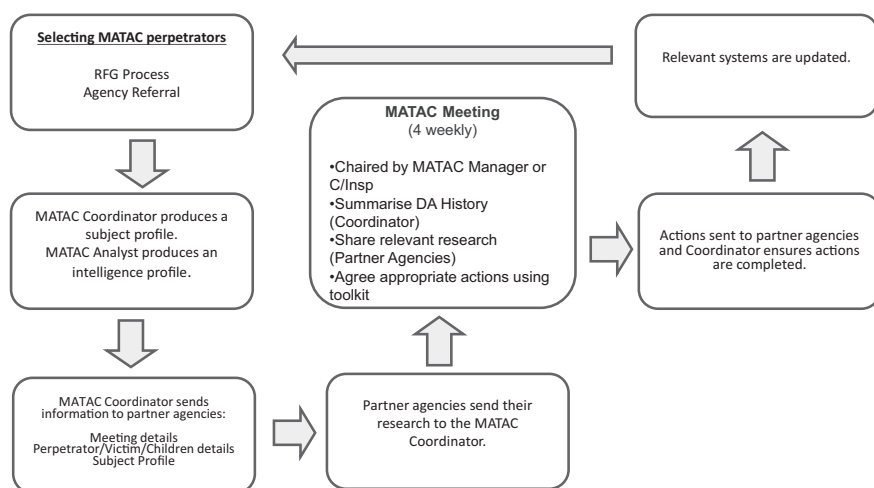 Selecting MATAC perpetrators
RFG Process
Agency Referral
MATAC Coordinator produces a
subject profile.
MATAC Analyst produces an
intelligence profile.
MATAC Coordinator sends
information to partner agencies:
Meeting details
Perpetrator/Victim/Children details
Subject Profile
Partner agencies send their
research to the MATAC
Coordinator.
MATAC Meeting
(4 weekly)
•Chaired by MATAC Manager or
C/Insp
•Summarise DA History
(Coordinator)
•Share relevant research
(Partner Agencies)
•Agree appropriate actions using
toolkit
Actions sent to partner agencies
and Coordinator ensures actions
are completed.
Relevant systems are updated.